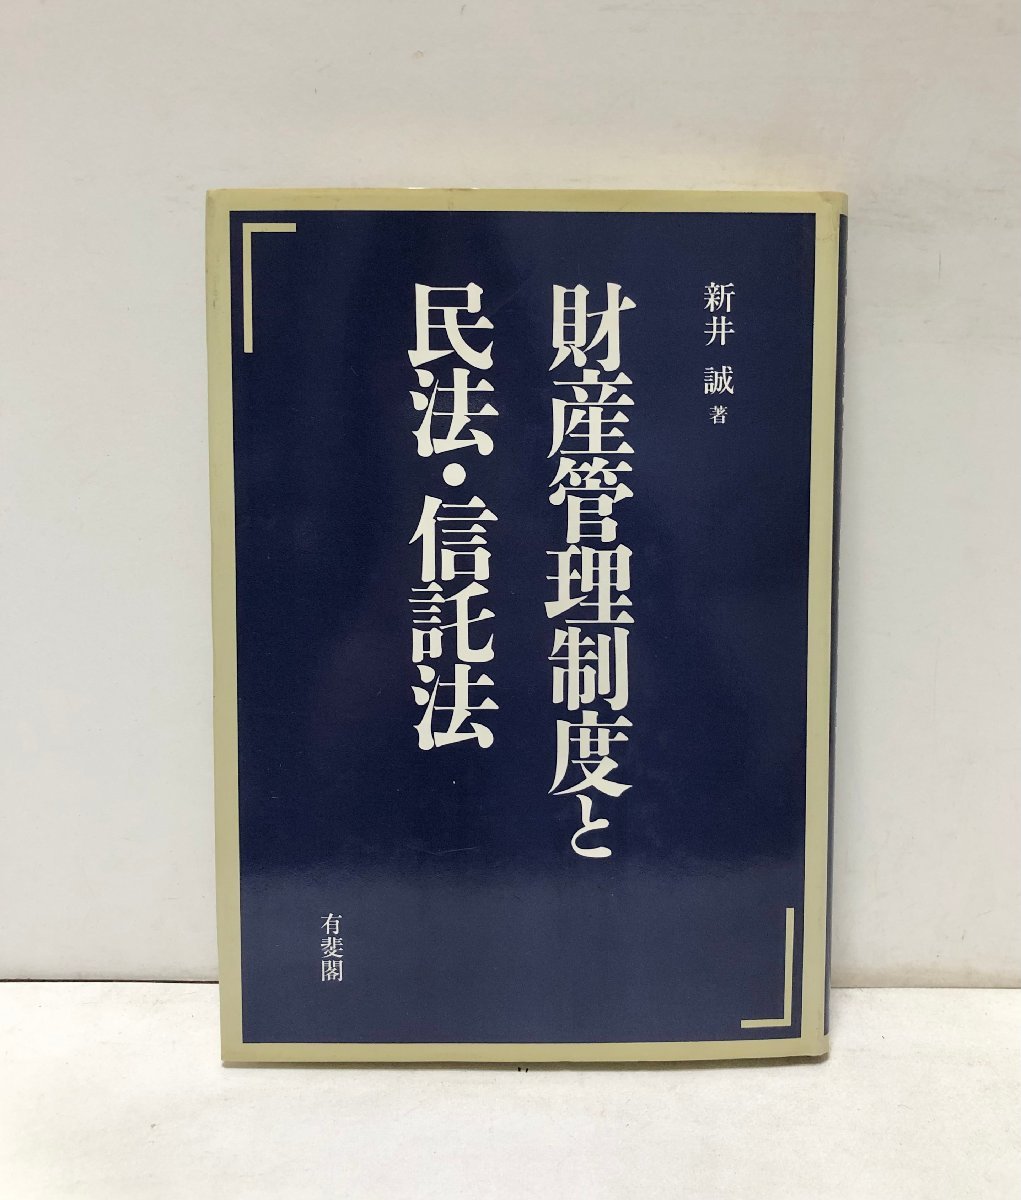 新井 誠 著
財産管理制度と
民法・信託法
有斐閣